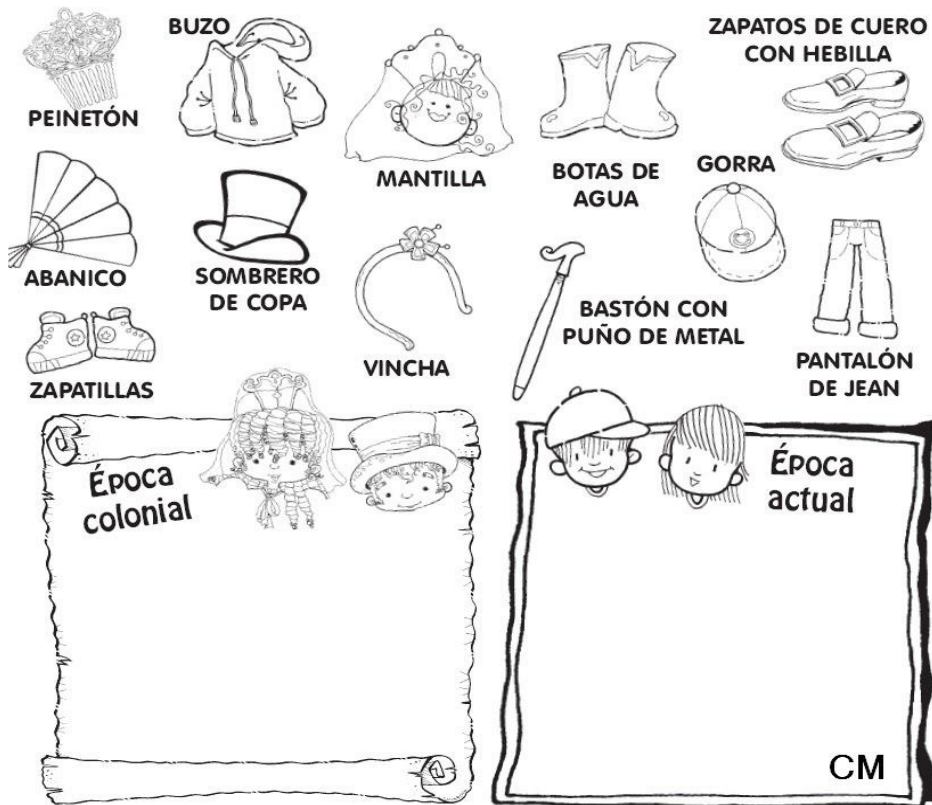 BUZO
ZAPATOS DE CUERO
CON HEBILLA
PEINETÓN
MANTILLA
BOTAS DE
AGUA
GORRA
ABANICO
SOMBRERO
DE COPA
BASTÓN CON
PUÑO DE METAL
VINCHA
PANTALÓN
DE JEAN
ZAPATILLAS
Época
colonial
Época
actual
CM